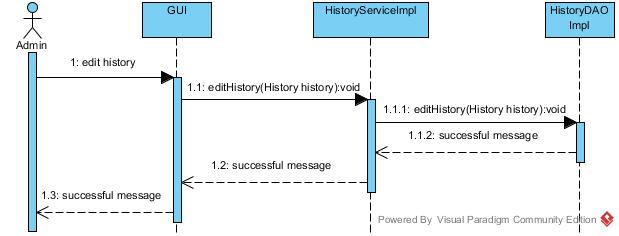 GUI
HistoryServiceImpl
HistoryDAO
Impl
Admin
1: edit history
1.1: editHistory(History history):void
1.1.1: editHistory(History history):void
1.1.2: successful message
1.2: successful message
1.3: successful message
Powered By Visual Paradigm Community Edition